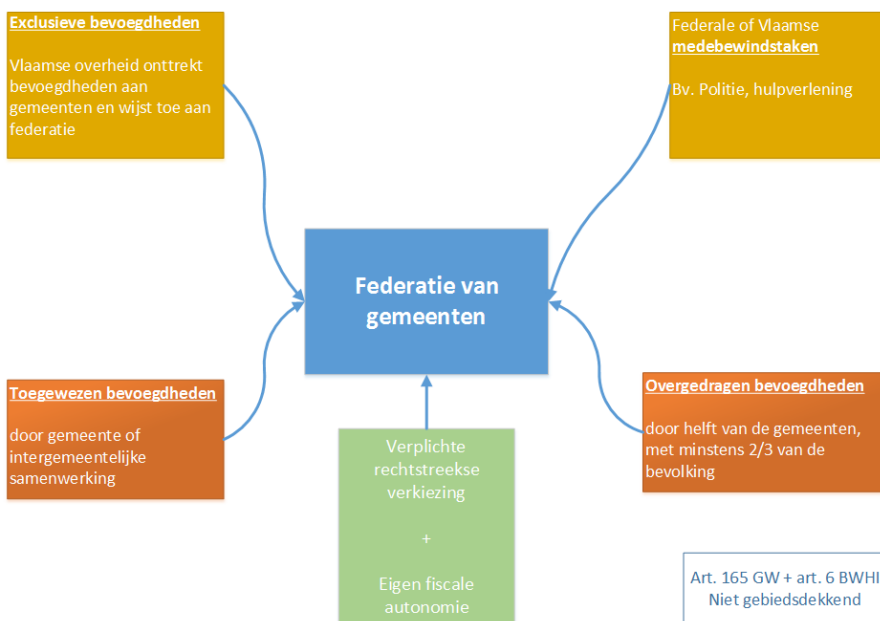 Exclusieve bevoegdheden
Vlaamse overheid onttrekt
bevoegdheden aan
gemeenten en wijst toe aan
federatie
Federale of Vlaamse
medebewindstaken
Bv. Politie, hulpverlening
Federatie van
gemeenten
Toegewezen bevoegdheden
door gemeente of
intergemeentelijke
samenwerking
Verplichte
rechtstreekse
verkiezing
+
Eigen fiscale
autonomie
Overgedragen bevoegdheden
door helft van de gemeenten,
met minstens 2/3 van de
bevolking
Art. 165 GW + art. 6 BWHI
Niet gebiedsdekkend